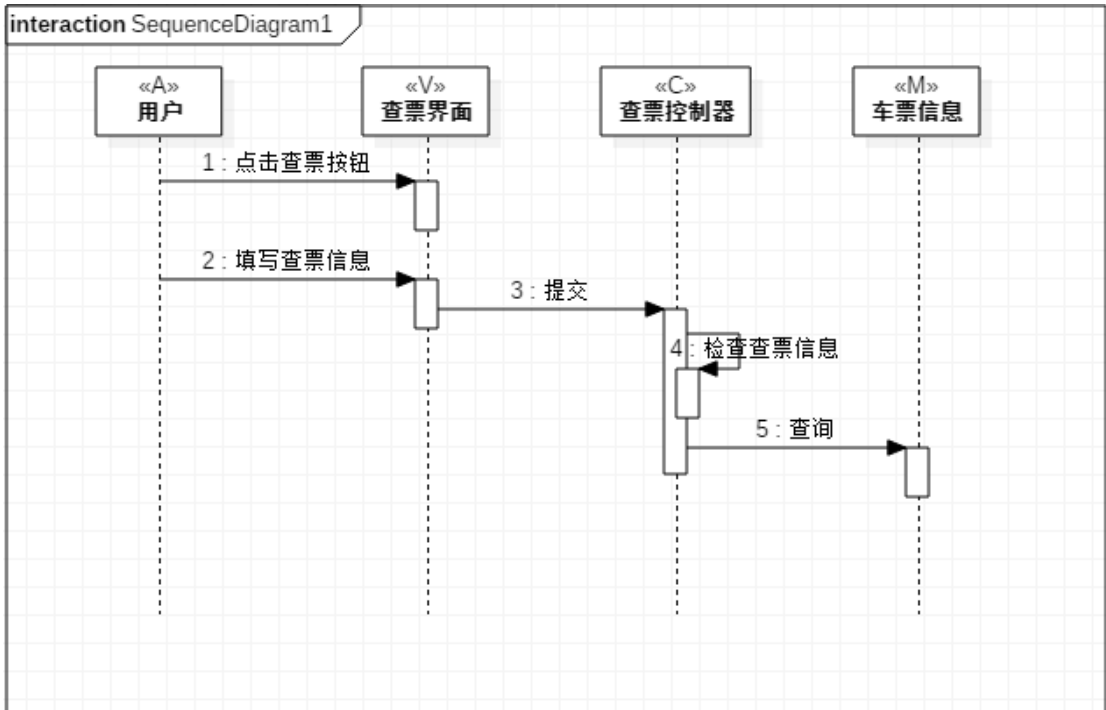 interaction SequenceDiagram1
«A»
用户
«V»
查票界面
«C»
查票控制器
«M»
车票信息
1 : 点击查票按钮
2 : 填写查票信息
3 : 提交
4 : 检查查票信息
5 : 查询